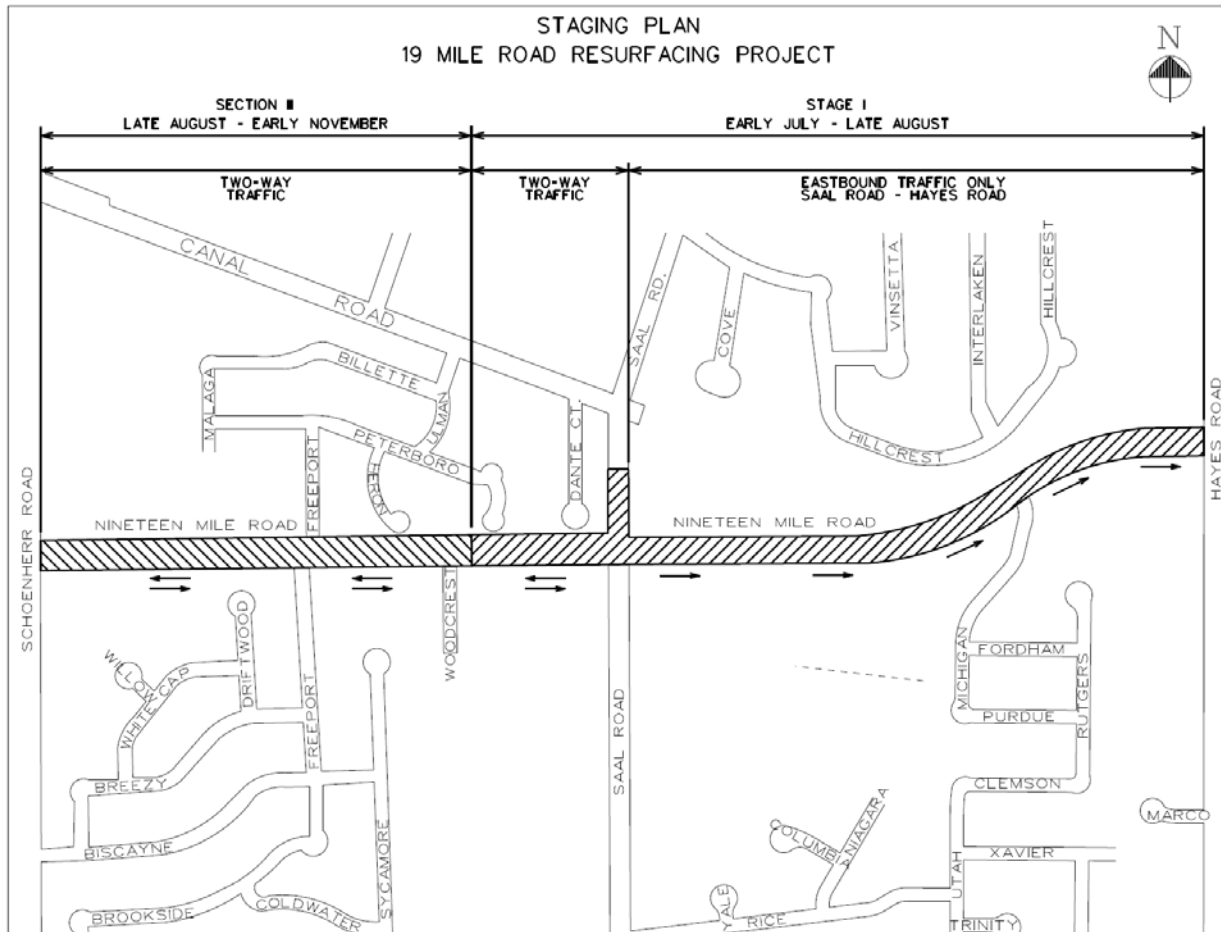 STAGING PLAN
19 MILE ROAD RESURFACING PROJECT
N
SECTION II
LATE AUGUST - EARLY NOVEMBER
STAGE I
EARLY JULY - LATE AUGUST
TWO-WAY
TRAFFIC
TWO-WAY
TRAFFIC
EASTBOUND TRAFFIC ONLY
SAAL ROAD - HAYES ROAD
CANAL
ROAD
SAAL RD.
COVE
VINSETTA
INTERLAKEN
HILLCREST
BILLETTE
MALAGA
ULMAN
PETERBORO
FERON
FREEPORT
DANTE CT.
HILLCREST
HAYES ROAD
SCHOENHERR ROAD
NINETEEN MILE ROAD
NINETEEN MILE ROAD
WOODCREST
DRIFTWOOD
WILLOW
WHITE CAP
FREEPORT
BREEZY
BISCAYNE
SYCAMORE
BROOKSIDE
COLDWATER
SAAL ROAD
MICHIGAN
FORDHAM
PURDUE
RUTGERS
CLEMSON
MARCO
COLUMBIA
NIAGARA
UTAH
XAVIER
YALE
RICE
TRINITY